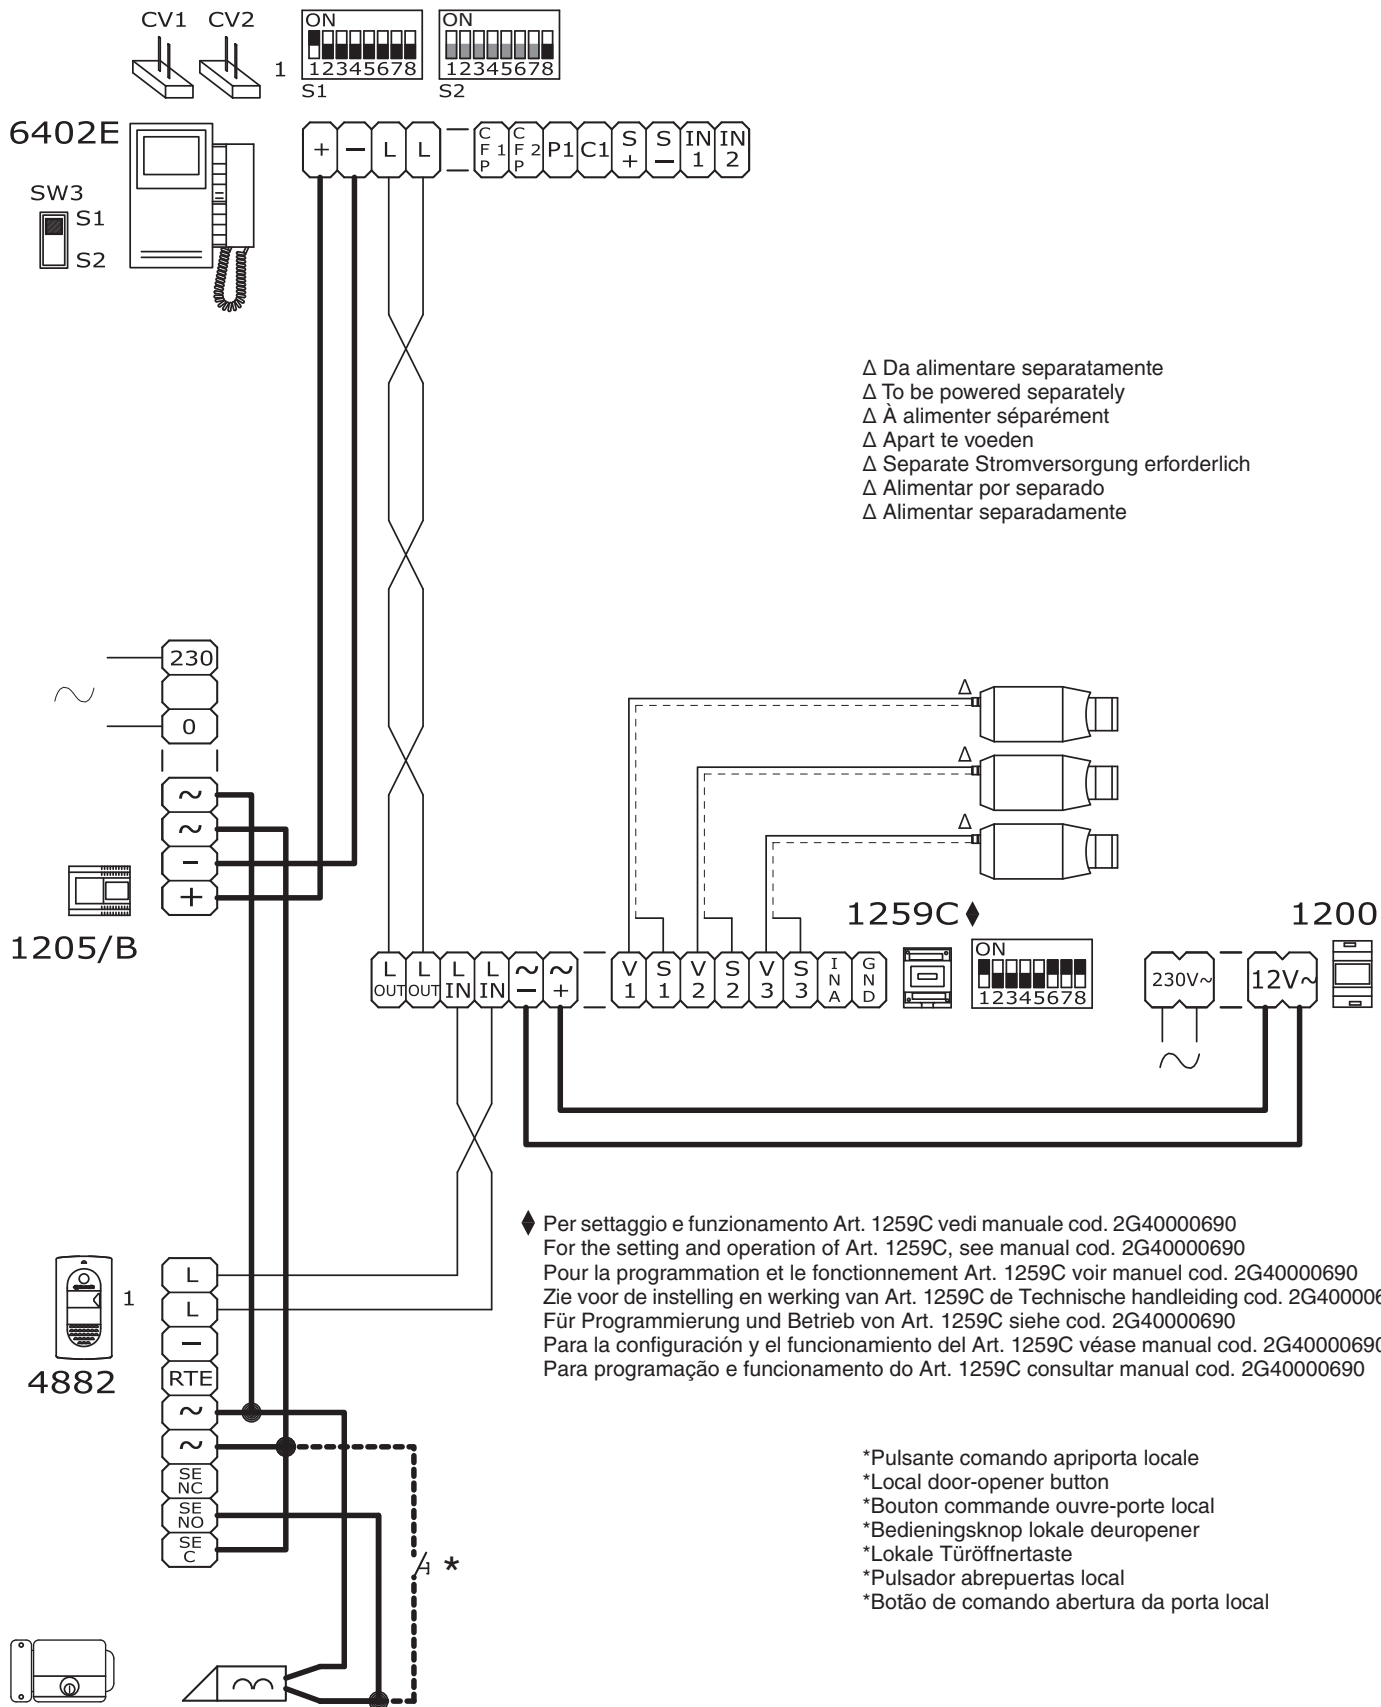 CV1 CV2
ON
12345678
S1
ON
12345678
S2
1
6402E
+ − L L CFP1 CFP2 P1 C1 S+ S− IN1 IN2
SW3
S1
S2
Δ Da alimentare separatamente
Δ To be powered separately
Δ À alimenter séparément
Δ Apart te voeden
Δ Separate Stromversorgung erforderlich
Δ Alimentar por separado
Δ Alimentar separadamente
230
~
0
~
~
−
+
1205/B
Δ
Δ
Δ
1259C♦
1200
L OUT L OUT L IN L IN ~− ~+ V1 S1 V2 S2 V3 S3 INA GND
ON
12345678
230V~
12V~
~
♦ Per settaggio e funzionamento Art. 1259C vedi manuale cod. 2G40000690
For the setting and operation of Art. 1259C, see manual cod. 2G40000690
Pour la programmation et le fonctionnement Art. 1259C voir manuel cod. 2G40000690
Zie voor de instelling en werking van Art. 1259C de Technische handleiding cod.
Für Programmierung und Betrieb von Art. 1259C siehe cod. 2G40000690
Para la configuración y el funcionamiento del Art. 1259C véase manual cod. 2G40000690
Para programação e funcionamento do Art. 1259C consultar manual cod. 2G40000690
1
4882
L
L
−
RTE
~
~
SE NC
SE NO
SE C
*
*Pulsante comando apriporta locale
*Local door-opener button
*Bouton commande ouvre-porte local
*Bedieningsknop lokale deuropener
*Lokale Türöffnertaste
*Pulsador abrepuertas local
*Botão de comando abertura da porta local